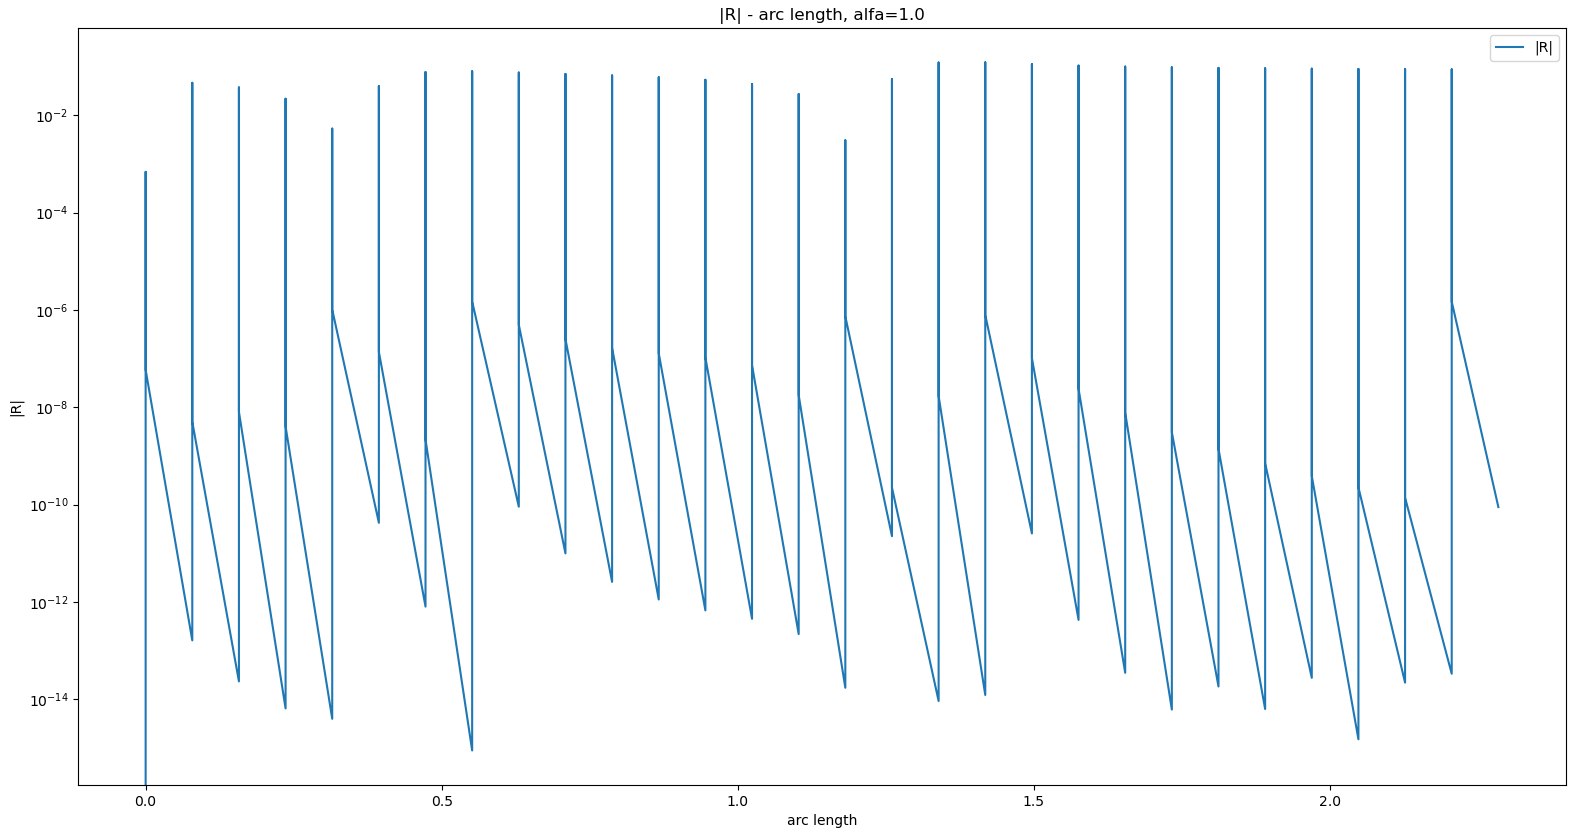 |R| - arc length, alfa=1.0
|R|
10⁻²
10⁻⁴
10⁻⁶
10⁻⁸
10⁻¹⁰
10⁻¹²
10⁻¹⁴
|R|
0.0 0.5 1.0 1.5 2.0
arc length